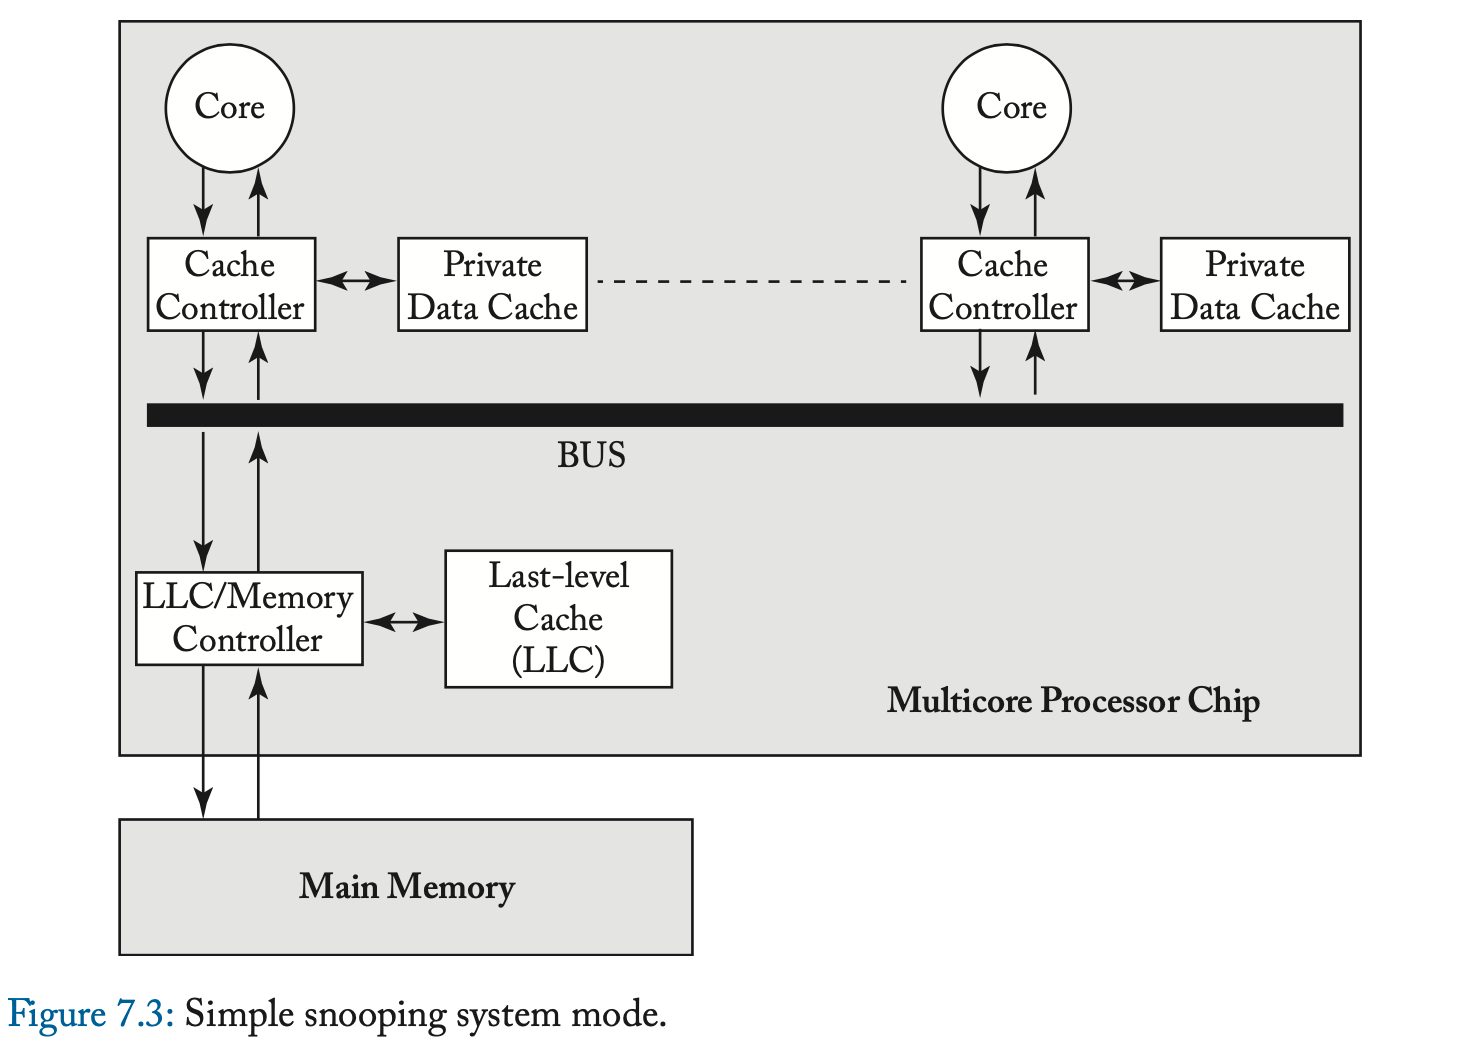 Core
Core
Cache
Controller
Private
Data Cache
Cache
Controller
Private
Data Cache
BUS
LLC/Memory
Controller
Last-level
Cache
(LLC)
Multicore Processor Chip
Main Memory
Figure 7.3: Simple snooping system mode.